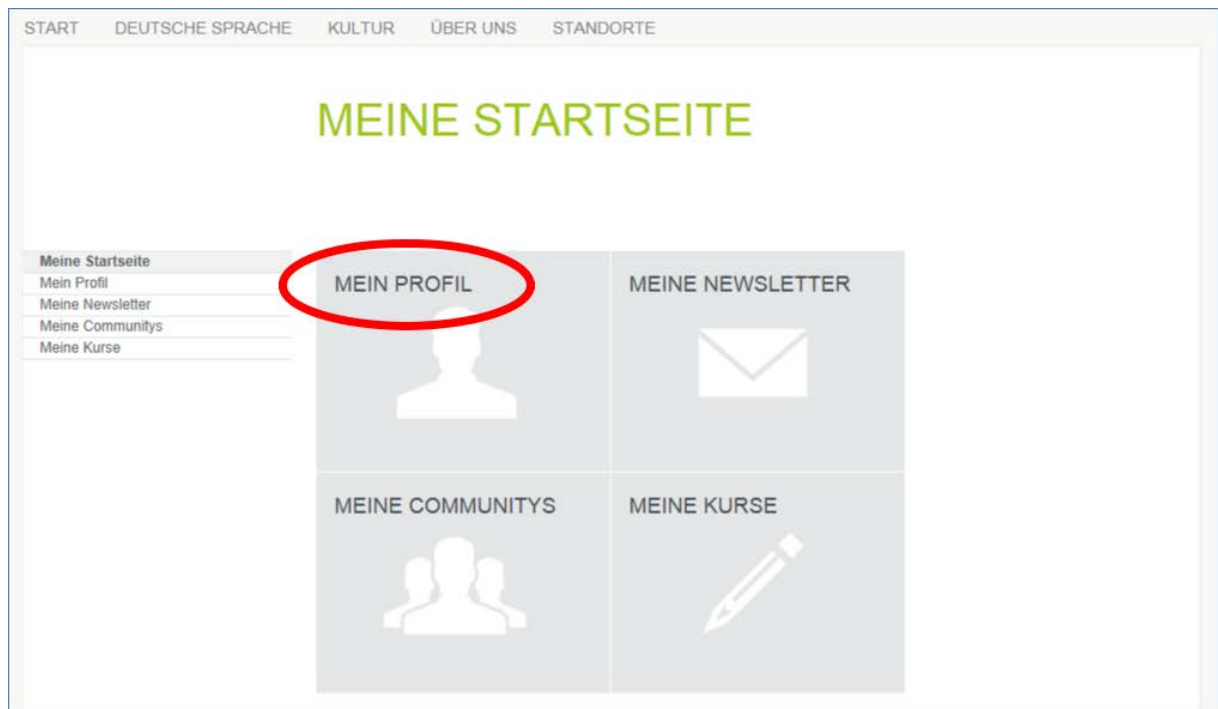 START DEUTSCHE SPRACHE KULTUR ÜBER UNS STANDORTE
MEINE STARTSEITE
Meine Startseite
Mein Profil
Meine Newsletter
Meine Communitys
Meine Kurse
MEIN PROFIL
MEINE NEWSLETTER
MEINE COMMUNITYS
MEINE KURSE